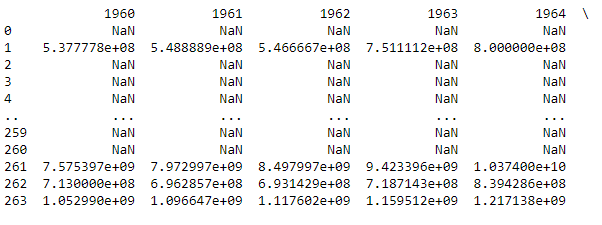 1960 1961 1962 1963 1964 \
0 NaN NaN NaN NaN NaN
1 5.377778e+08 5.488889e+08 5.466667e+08 7.511112e+08 8.000000e+08
2 NaN NaN NaN NaN NaN
3 NaN NaN NaN NaN NaN
4 NaN NaN NaN NaN NaN
.. ... ... ... ... ...
259 NaN NaN NaN NaN NaN
260 NaN NaN NaN NaN NaN
261 7.575397e+09 7.972997e+09 8.497997e+09 9.423396e+09 1.037400e+10
262 7.130000e+08 6.962857e+08 6.931429e+08 7.187143e+08 8.394286e+08
263 1.052990e+09 1.096647e+09 1.117602e+09 1.159512e+09 1.217138e+09